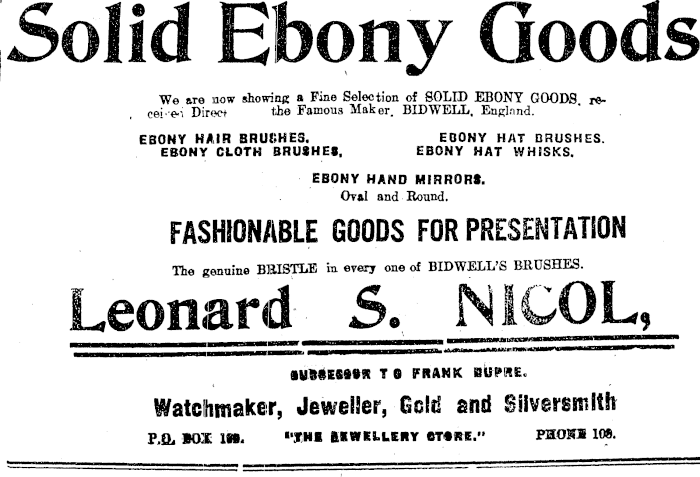 Solid Ebony Goods
We are now showing a Fine Selection of SOLID EBONY GOODS, re-
ceived Direct the Famous Maker, BIDWELL, England.
EBONY HAIR BRUSHES. EBONY HAT BRUSHES.
EBONY CLOTH BRUSHES, EBONY HAT WHISKS.
EBONY HAND MIRRORS.
Oval and Round.
FASHIONABLE GOODS FOR PRESENTATION
The genuine BRISTLE in every one of BIDWELL'S BRUSHES.
Leonard S. NICOL,
SUCCESSOR TO FRANK DUPRE.
Watchmaker, Jeweller, Gold and Silversmith
P.O. BOX "THE JEWELLERY STORE." PHONE 108.